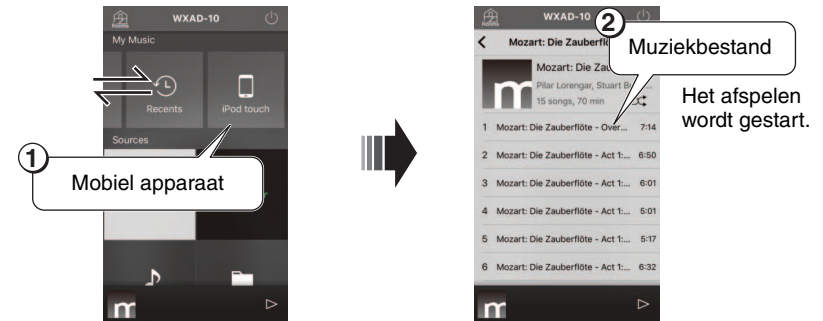 ROOMS
WXAD-10
My Music
Recents
iPod touch
Sources
1
Mobiel apparaat
m
ROOMS
WXAD-10
2
Muziekbestand
Mozart: Die Zauberfl
Mozart: Die Zau
Pilar Lorengar, Stuart B
15 songs, 70 min
m
Het afspelen
wordt gestart.
1 Mozart: Die Zauberflöte - Over... 7:14
2 Mozart: Die Zauberflöte - Act 1:... 6:50
3 Mozart: Die Zauberflöte - Act 1:... 6:01
4 Mozart: Die Zauberflöte - Act 1:... 5:01
5 Mozart: Die Zauberflöte - Act 1:... 5:17
6 Mozart: Die Zauberflöte - Act 1:... 6:32
m